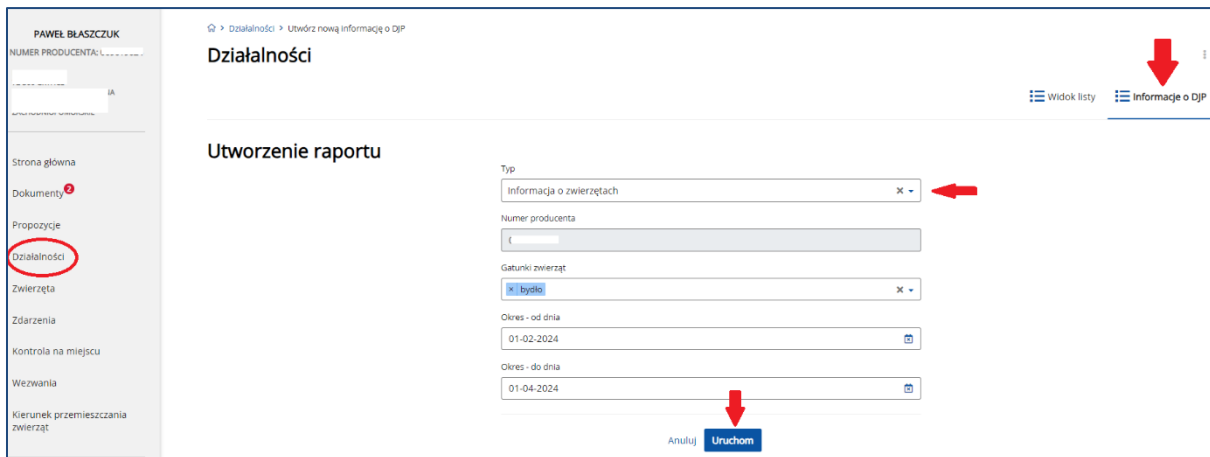 PAWEŁ BŁASZCZUK
NUMER PRODUCENTA:
ZACHODNIOPOMORSKIE
Strona główna
Dokumenty 2
Propozycje
Działalności
Zwierzęta
Zdarzenia
Kontrola na miejscu
Wezwania
Kierunek przemieszczania
zwierząt
> Działalności > Utwórz nową informację o DJP
Działalności
Widok listy Informacje o DJP
Utworzenie raportu
Typ
Informacja o zwierzętach
Numer producenta
Gatunki zwierząt
× bydło
Okres - od dnia
01-02-2024
Okres - do dnia
01-04-2024
Anuluj Uruchom